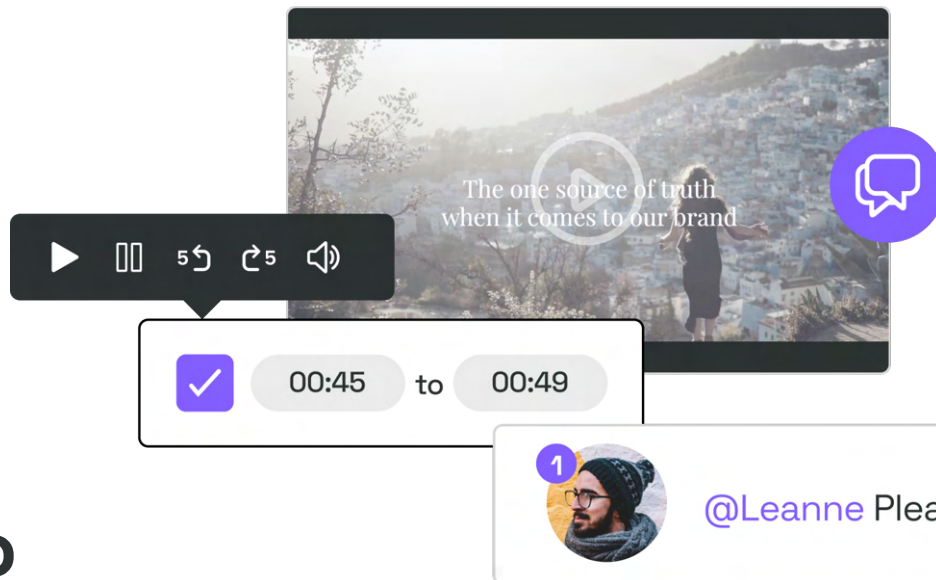 The one source of truth
when it comes to our brand
5 5
00:45 to 00:49
1
@Leanne Plea